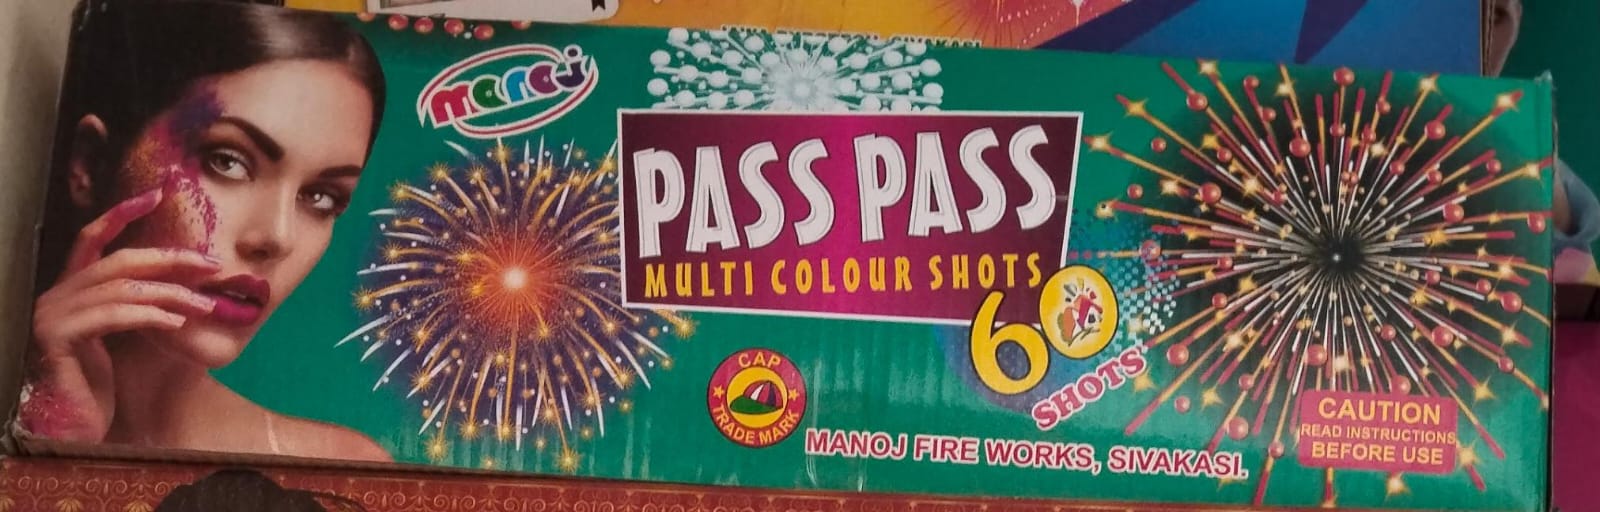 manoj
PASS PASS
MULTI COLOUR SHOTS
60
SHOTS
CAP
TRADE MARK
MANOJ FIRE WORKS, SIVAKASI.
CAUTION
READ INSTRUCTIONS
BEFORE USE